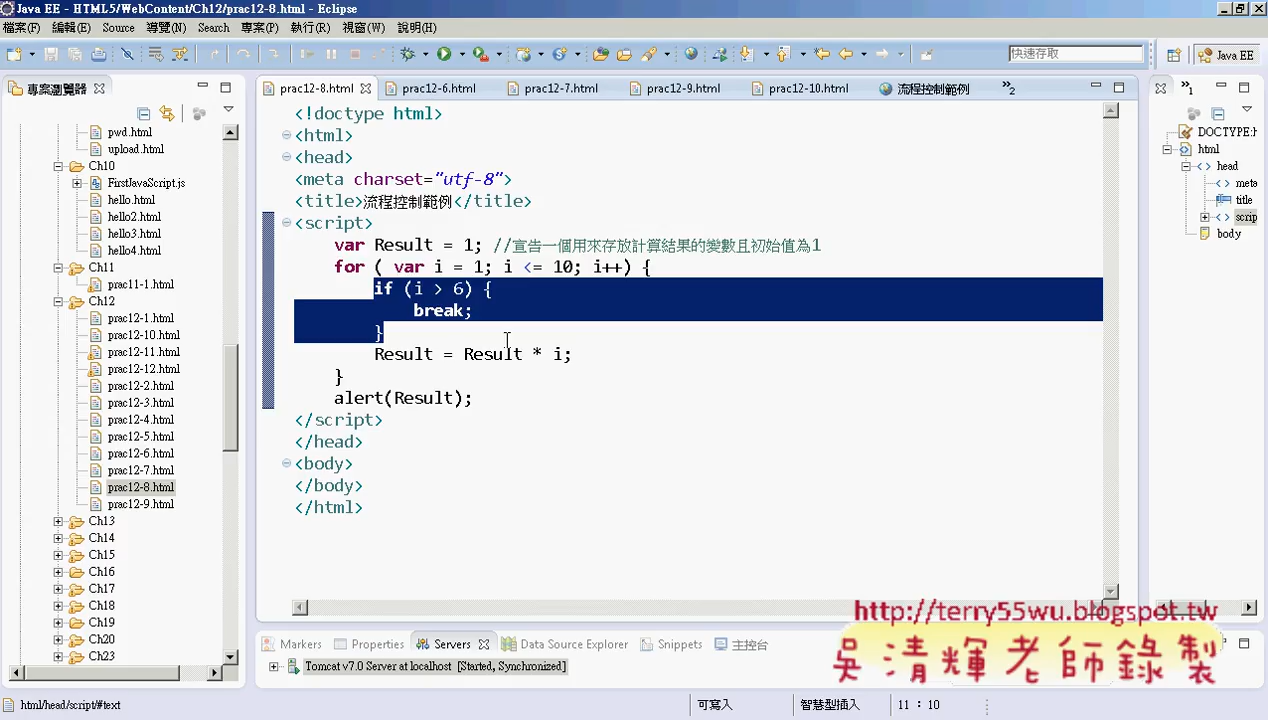 Java EE - HTML5/WebContent/Ch12/prac12-8.html - Eclipse
檔案(F) 編輯(E) Source 導覽(N) Search 專案(P) 執行(R) 視窗(W) 說明(H)
快速存取 Java EE
專案瀏覽器
pwd.html
upload.html
Ch10
FirstJavaScript.js
hello.html
hello2.html
hello3.html
hello4.html
Ch11
prac11-1.html
Ch12
prac12-1.html
prac12-10.html
prac12-11.html
prac12-12.html
prac12-2.html
prac12-3.html
prac12-4.html
prac12-5.html
prac12-6.html
prac12-7.html
prac12-8.html
prac12-9.html
Ch13
Ch14
Ch15
Ch16
Ch17
Ch18
Ch19
Ch20
Ch23
prac12-8.html prac12-6.html prac12-7.html prac12-9.html prac12-10.html 流程控制範例 »2
<!doctype html>
<html>
<head>
<meta charset="utf-8">
<title>流程控制範例</title>
<script>
var Result = 1; //宣告一個用來存放計算結果的變數且初始值為1
for ( var i = 1; i <= 10; i++) {
if (i > 6) {
break;
}
Result = Result * i;
}
alert(Result);
</script>
</head>
<body>
</body>
</html>
»1
DOCTYPE:h
html
head
meta
title
scrip
body
Markers Properties Servers Data Source Explorer Snippets 主控台
Tomcat v7.0 Server at localhost [Started, Synchronized]
http://terry55wu.blogspot.tw
吳清輝老師錄製
html/head/script/#text 可寫入 智慧型插入 11 : 10